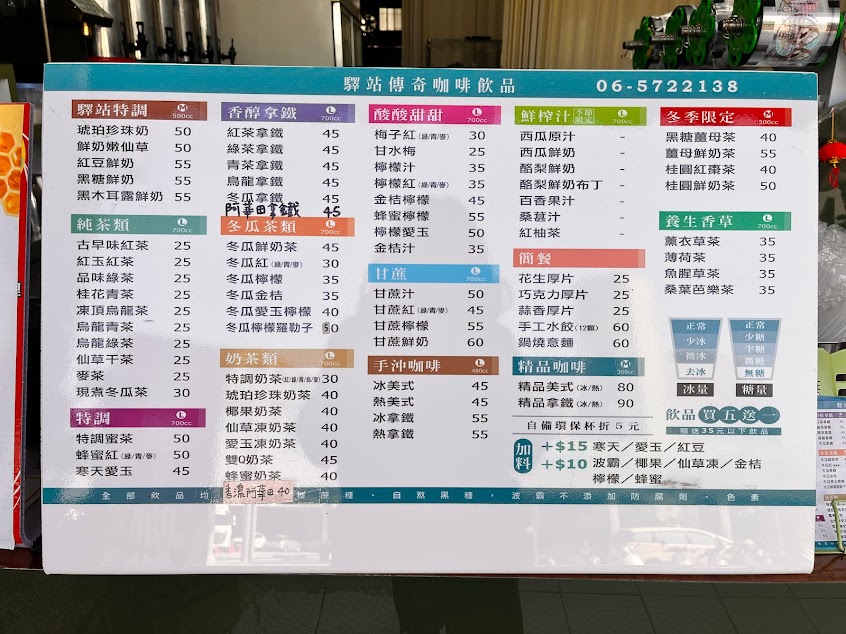 驛站傳奇咖啡飲品 06-5722138
驛站特調 M 500cc
琥珀珍珠奶 50
鮮奶嫩仙草 50
紅豆鮮奶 55
黑糖鮮奶 55
黑木耳露鮮奶 55
純茶類 L 700cc
古早味紅茶 25
紅玉紅茶 25
品味綠茶 25
桂花青茶 25
凍頂烏龍茶 25
烏龍青茶 25
烏龍綠茶 25
仙草干茶 25
麥茶 25
現煮冬瓜茶 30
特調 L 700cc
特調蜜茶 50
蜂蜜紅(綠/青/麥) 50
寒天愛玉 45
香醇拿鐵 L 700cc
紅茶拿鐵 45
綠茶拿鐵 45
青茶拿鐵 45
烏龍拿鐵 45
冬瓜拿鐵 45
阿華田拿鐵 45
冬瓜茶類 L 700cc
冬瓜鮮奶茶 45
冬瓜紅(綠/青/麥) 30
冬瓜檸檬 35
冬瓜金桔 35
冬瓜愛玉檸檬 40
冬瓜檸檬羅勒子 50
奶茶類 L 700cc
特調奶茶(紅/綠/青/烏/麥) 30
琥珀珍珠奶茶 40
椰果奶茶 40
仙草凍奶茶 40
愛玉凍奶茶 40
雙Q奶茶 45
蜂蜜奶茶 40
香濃阿華田 40
酸酸甜甜 L 700cc
梅子紅(綠/青/麥) 30
甘水梅 25
檸檬汁 35
檸檬紅(綠/青/麥) 35
金桔檸檬 45
蜂蜜檸檬 55
檸檬愛玉 50
金桔汁 35
甘蔗 L 700cc
甘蔗汁 50
甘蔗紅(綠/青/麥) 45
甘蔗檸檬 55
甘蔗鮮奶 60
手沖咖啡 L 480cc
冰美式 45
熱美式 45
冰拿鐵 55
熱拿鐵 55
鮮榨汁 季節限定 L 700cc
西瓜原汁 -
西瓜鮮奶 -
酪梨鮮奶 -
酪梨鮮奶布丁 -
百香果汁 -
桑葚汁 -
紅柚茶 -
簡餐
花生厚片 25
巧克力厚片 25
蒜香厚片 25
手工水餃(12顆) 60
鍋燒意麵 60
精品咖啡 M 360cc
精品美式(冰/熱) 80
精品拿鐵(冰/熱) 90
自備環保杯折5元
冬季限定 M 500cc
黑糖薑母茶 40
薑母鮮奶茶 55
桂圓紅棗茶 40
桂圓鮮奶茶 50
養生香草 L 700cc
薰衣草茶 35
薄荷茶 35
魚腥草茶 35
桑葉芭樂茶 35
正常 正常
少冰 少糖
微冰 半糖
去冰 微糖
無糖
冰量 糖量
飲品買五送一
贈送35元以下飲品
加料
+$15 寒天/愛玉/紅豆
+$10 波霸/椰果/仙草凍/金桔
檸檬/蜂蜜
全部飲品均 蔗糖、自熬黑糖,波霸不添加防腐劑、色素